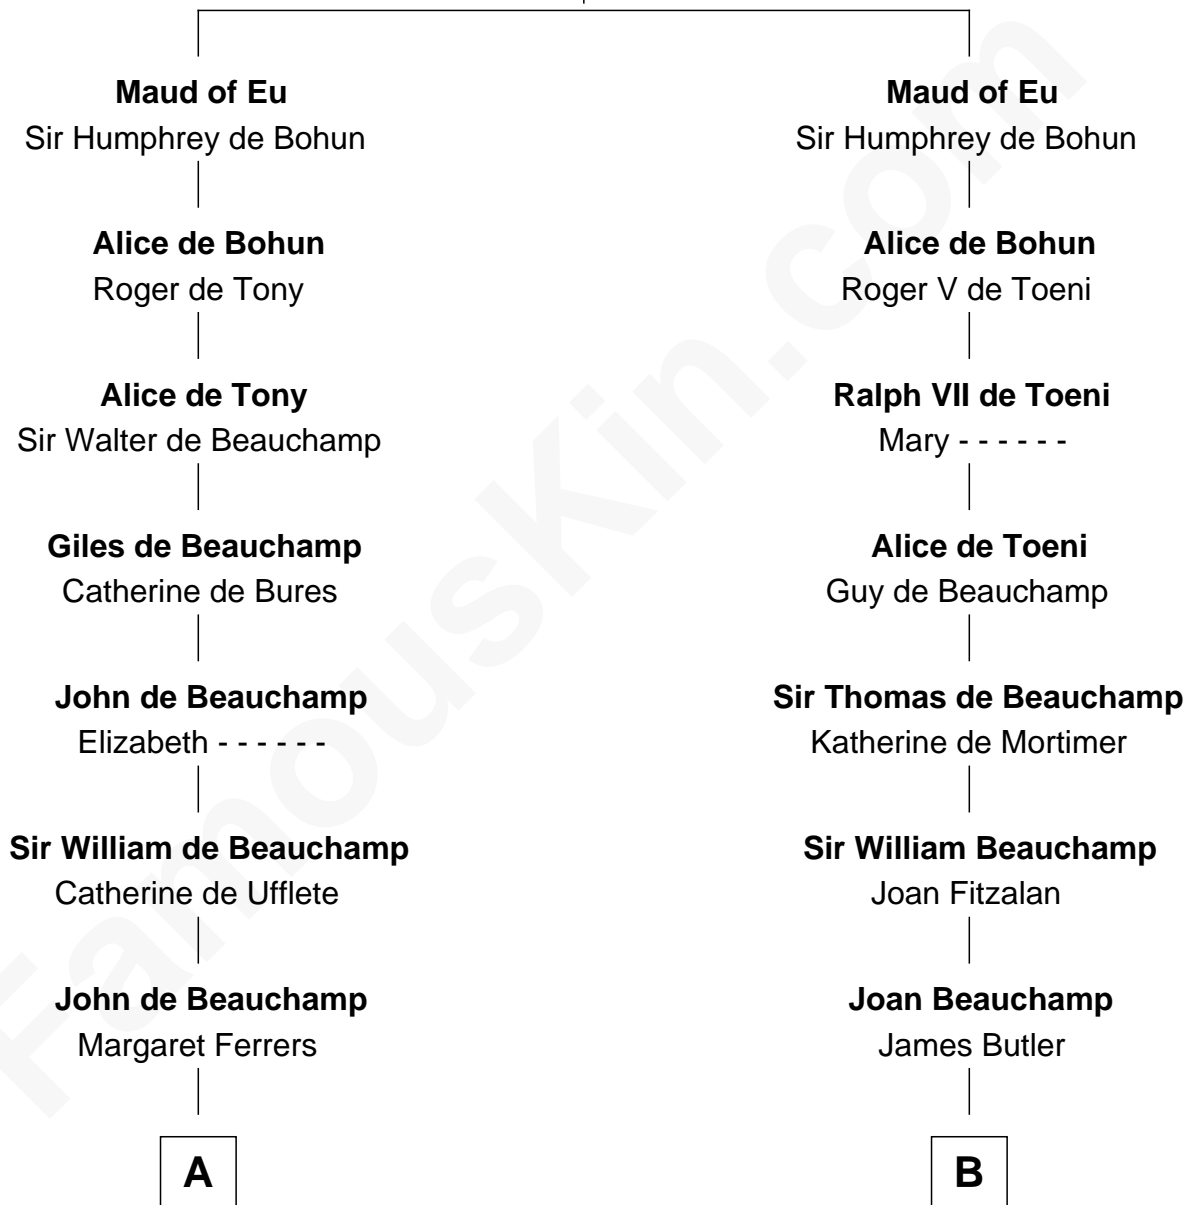 Maud of Eu
Sir Humphrey de Bohun
Alice de Bohun
Roger de Tony
Alice de Tony
Sir Walter de Beauchamp
Giles de Beauchamp
Catherine de Bures
John de Beauchamp
Elizabeth - - - - - -
Sir William de Beauchamp
Catherine de Ufflete
John de Beauchamp
Margaret Ferrers
A
Maud of Eu
Sir Humphrey de Bohun
Alice de Bohun
Roger V de Toeni
Ralph VII de Toeni
Mary - - - - - -
Alice de Toeni
Guy de Beauchamp
Sir Thomas de Beauchamp
Katherine de Mortimer
Sir William Beauchamp
Joan Fitzalan
Joan Beauchamp
James Butler
B
FamousKin.com